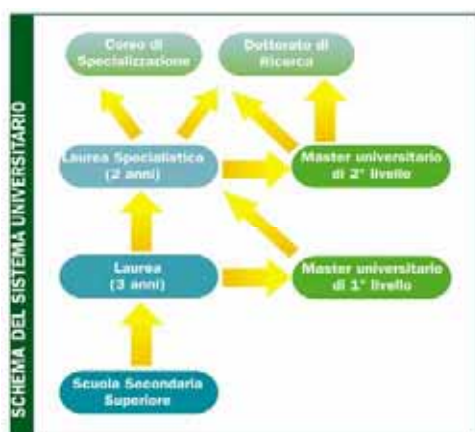 SCHEMA DEL SISTEMA UNIVERSITARIO
Corso di
Specializzazione
Dottorato di
Ricerca
Laurea Specialistica
(2 anni)
Master universitario
di 2° livello
Laurea
(3 anni)
Master universitario
di 1° livello
Scuola Secondaria
Superiore